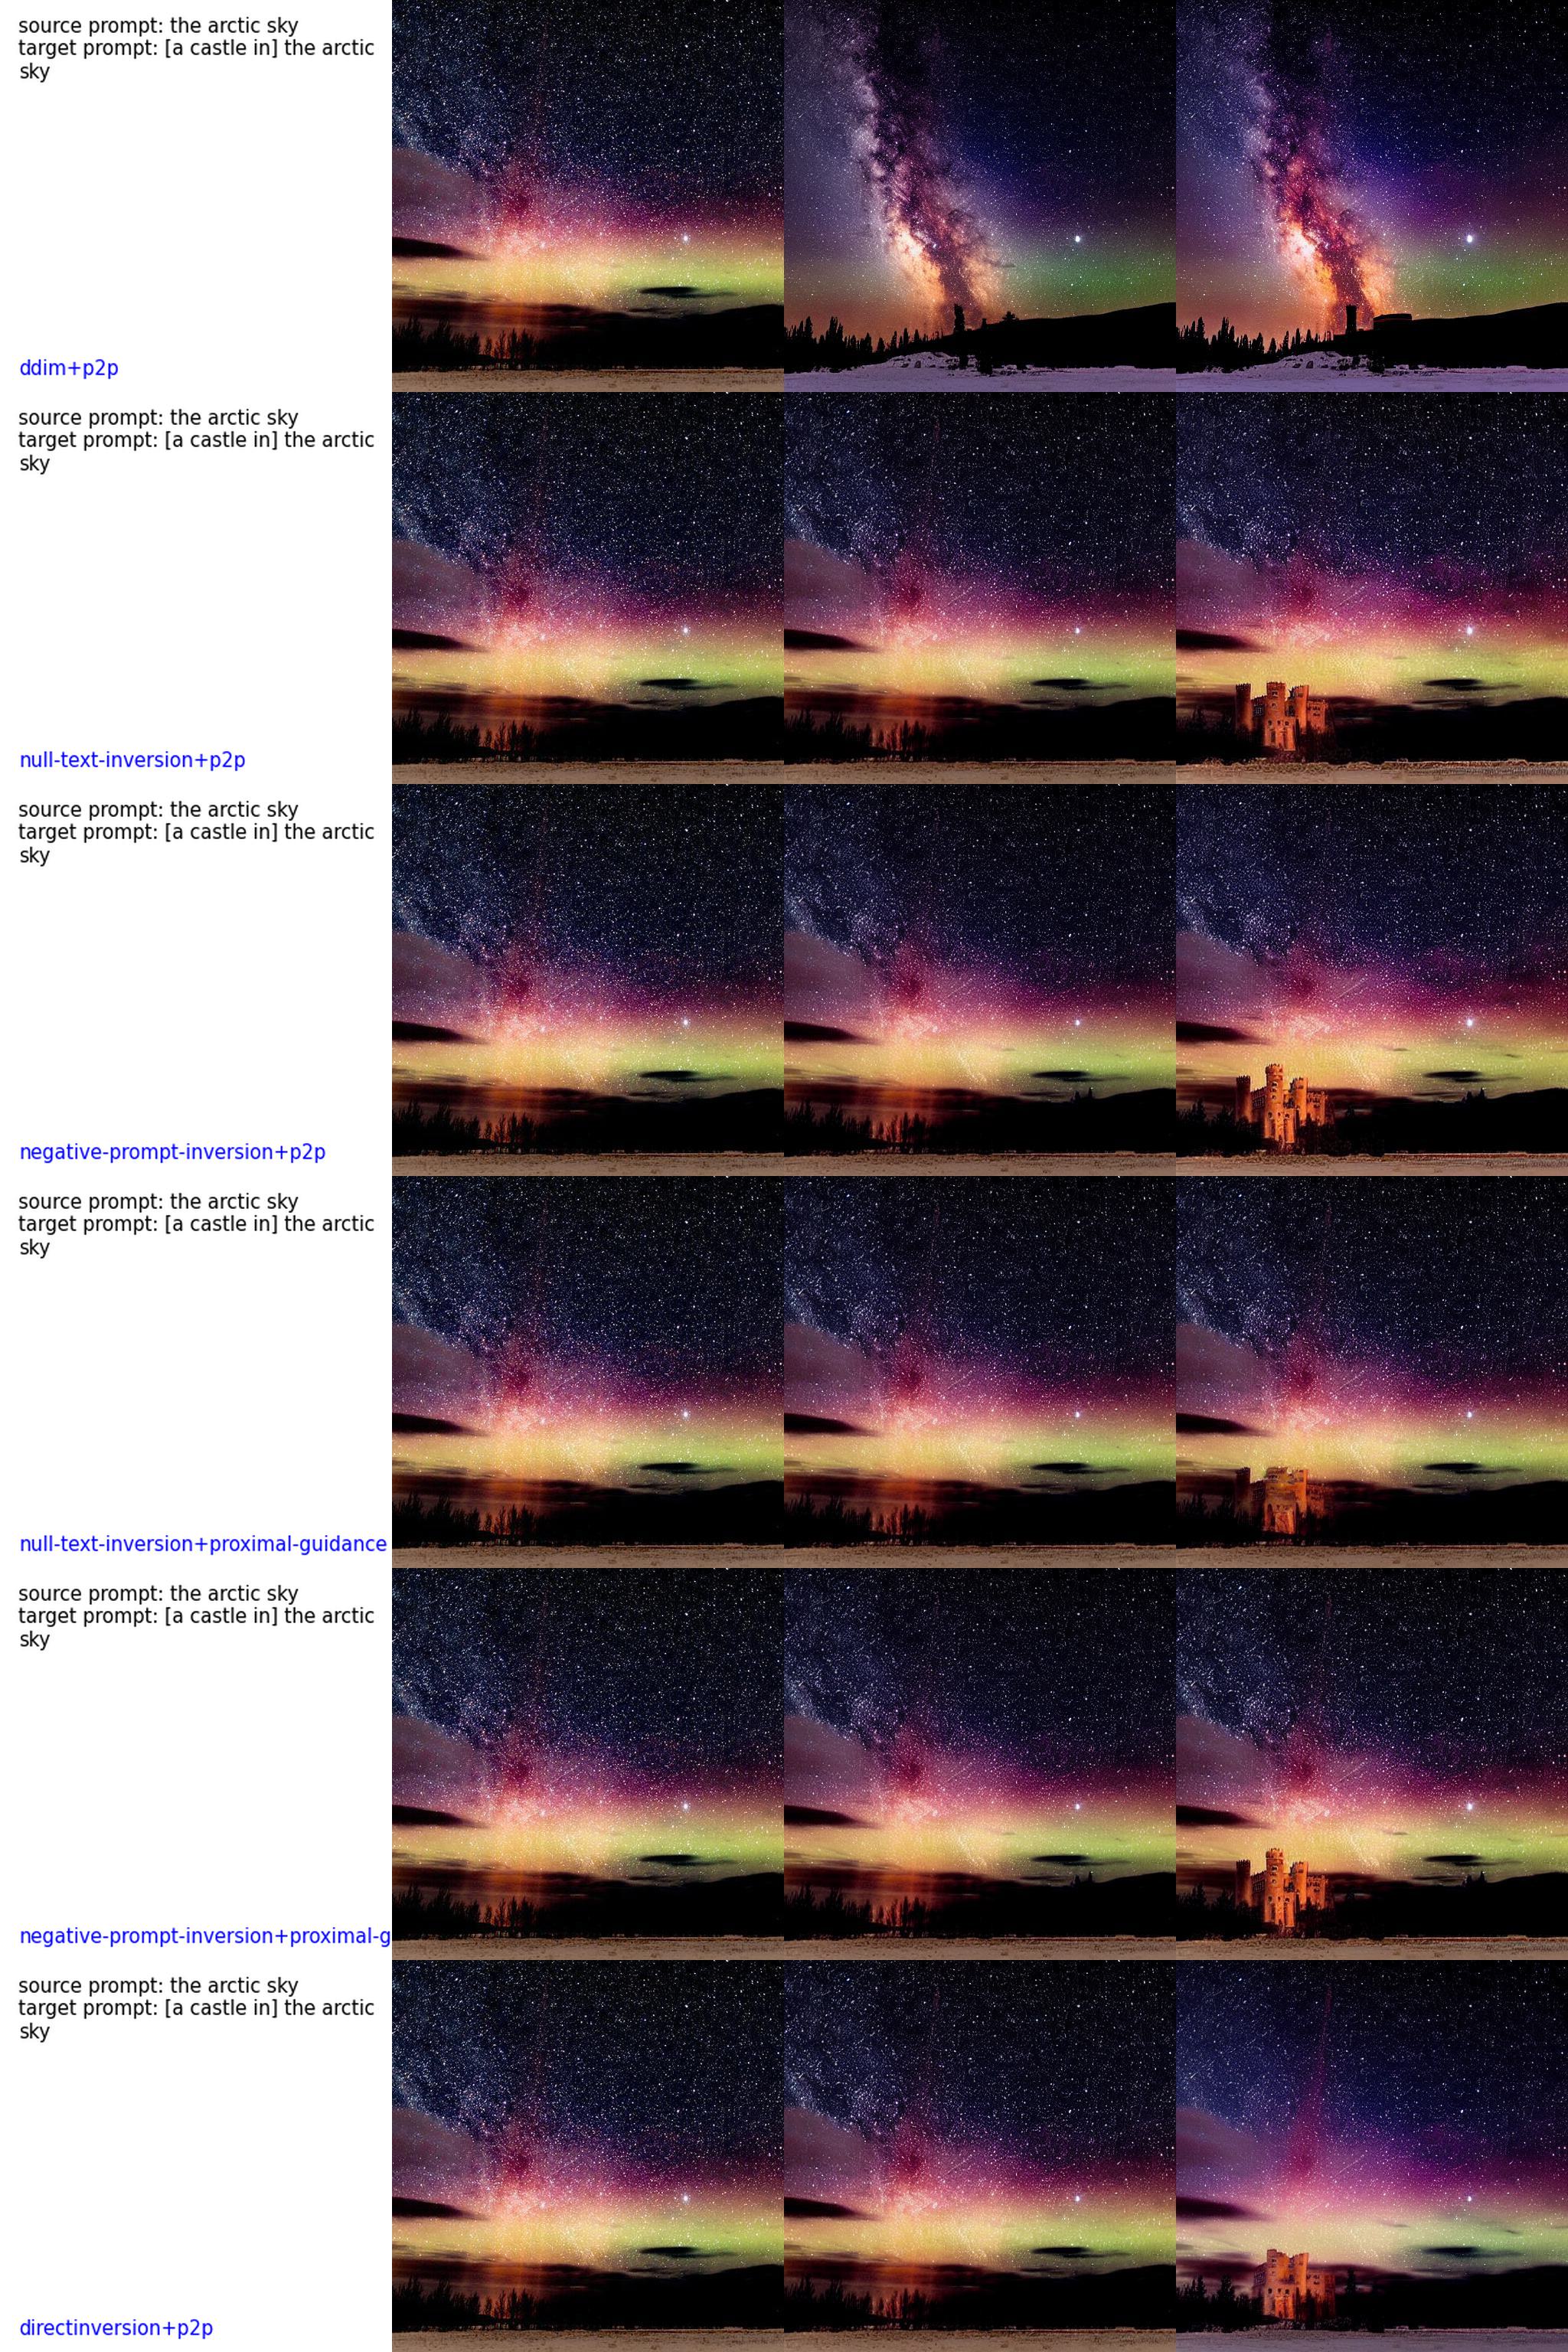 source prompt: the arctic sky
target prompt: [a castle in] the arctic
sky
ddim+p2p
source prompt: the arctic sky
target prompt: [a castle in] the arctic
sky
null-text-inversion+p2p
source prompt: the arctic sky
target prompt: [a castle in] the arctic
sky
negative-prompt-inversion+p2p
source prompt: the arctic sky
target prompt: [a castle in] the arctic
sky
null-text-inversion+proximal-guidance
source prompt: the arctic sky
target prompt: [a castle in] the arctic
sky
negative-prompt-inversion+proximal-g
source prompt: the arctic sky
target prompt: [a castle in] the arctic
sky
directinversion+p2p